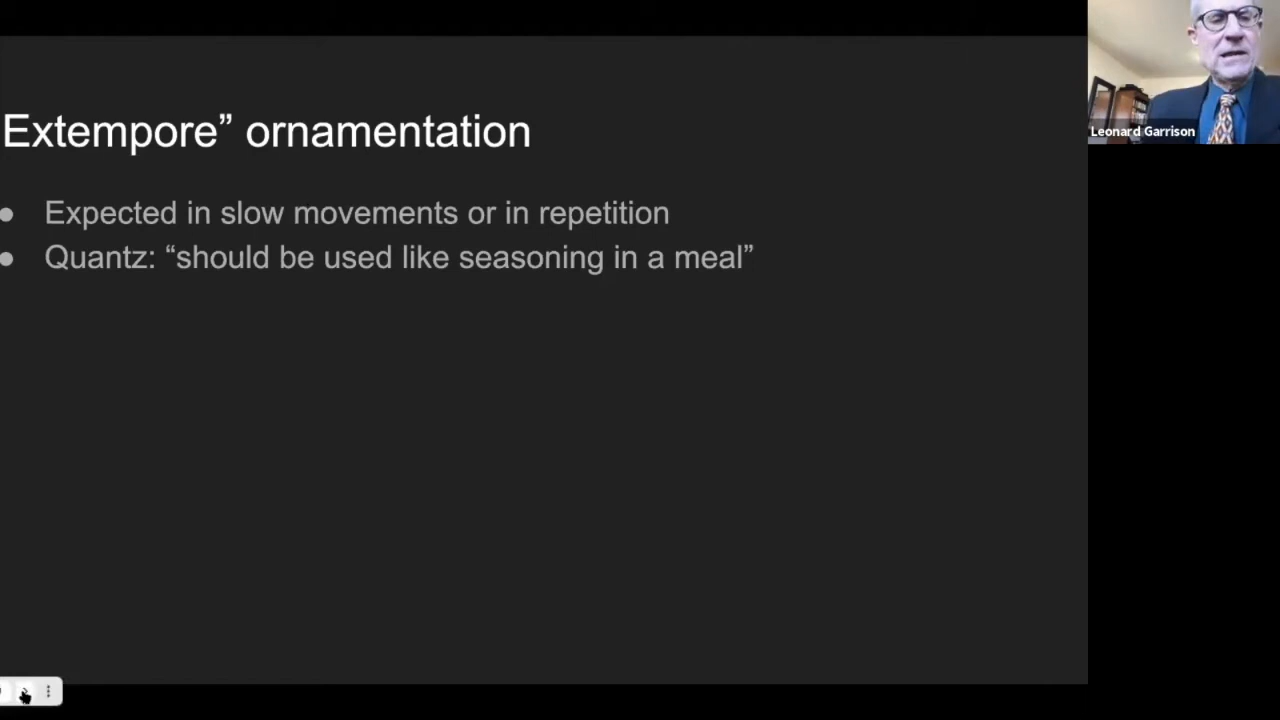 Extempore” ornamentation
● Expected in slow movements or in repetition
● Quantz: “should be used like seasoning in a meal”
Leonard Garrison